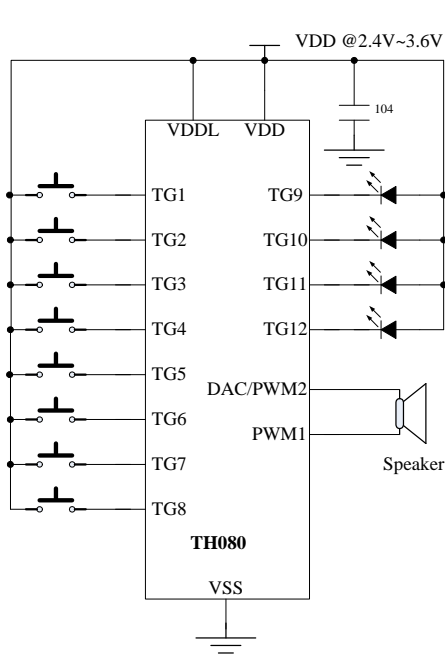 VDD @2.4V~3.6V
104
VDDL VDD
TG1 TG9
TG2 TG10
TG3 TG11
TG4 TG12
TG5
DAC/PWM2
TG6
PWM1
TG7
Speaker
TG8
TH080
VSS